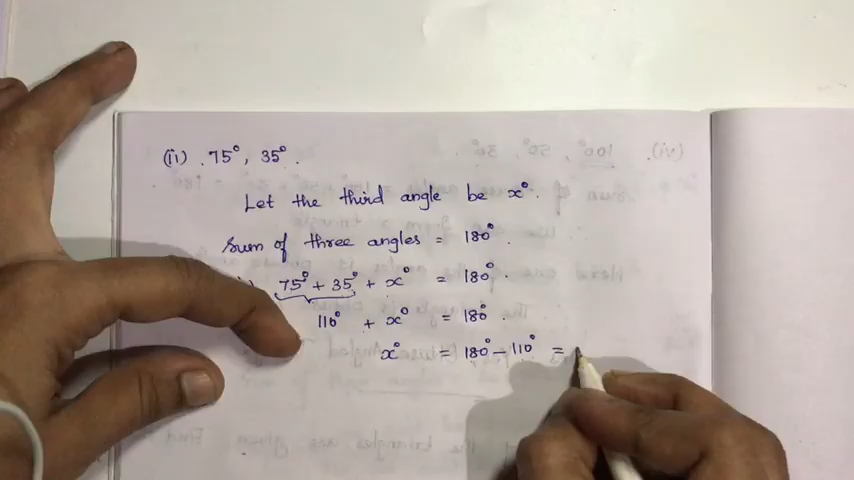 (ii) 75°, 35°.
Let the third angle be x°.
Sum of three angles = 180°.
75° + 35° + x° = 180°.
110° + x° = 180°.
x° = 180° - 110° =